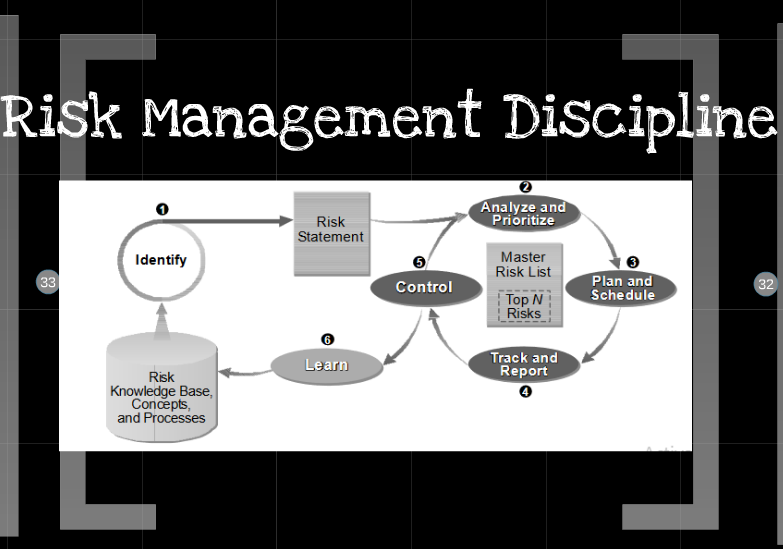 Risk Management Discipline
1
Identify
Risk
Statement
2
Analyze and
Prioritize
Master
Risk List
Top N
Risks
3
Plan and
Schedule
4
Track and
Report
5
Control
6
Learn
Risk
Knowledge Base,
Concepts,
and Processes
33
32